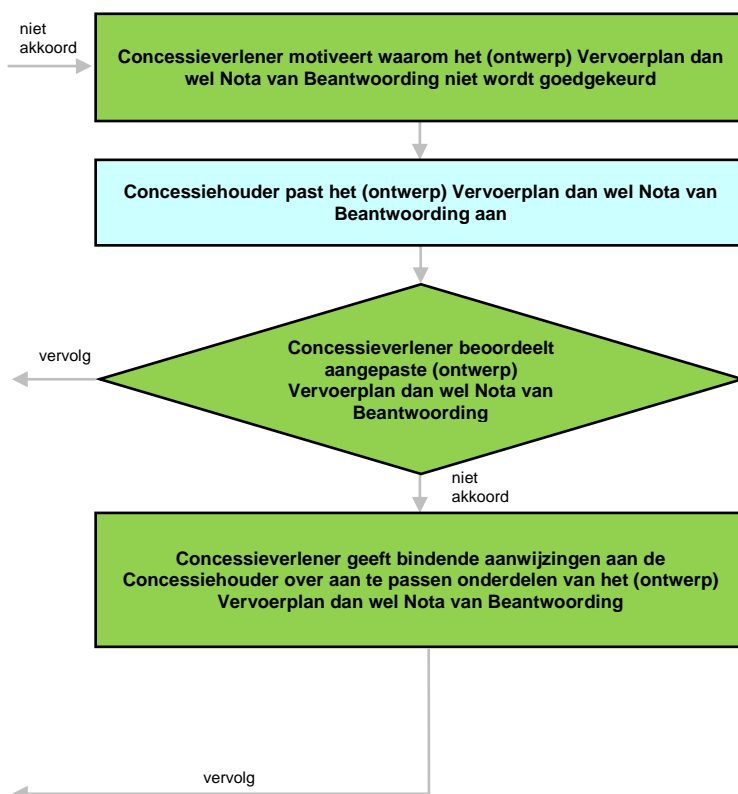 niet
akkoord
Concessieverlener motiveert waarom het (ontwerp) Vervoerplan dan
wel Nota van Beantwoording niet wordt goedgekeurd
Concessiehouder past het (ontwerp) Vervoerplan dan wel Nota van
Beantwoording aan
Concessieverlener beoordeelt
aangepaste (ontwerp)
Vervoerplan dan wel Nota van
Beantwoording
vervolg
niet
akkoord
Concessieverlener geeft bindende aanwijzingen aan de
Concessiehouder over aan te passen onderdelen van het (ontwerp)
Vervoerplan dan wel Nota van Beantwoording
vervolg